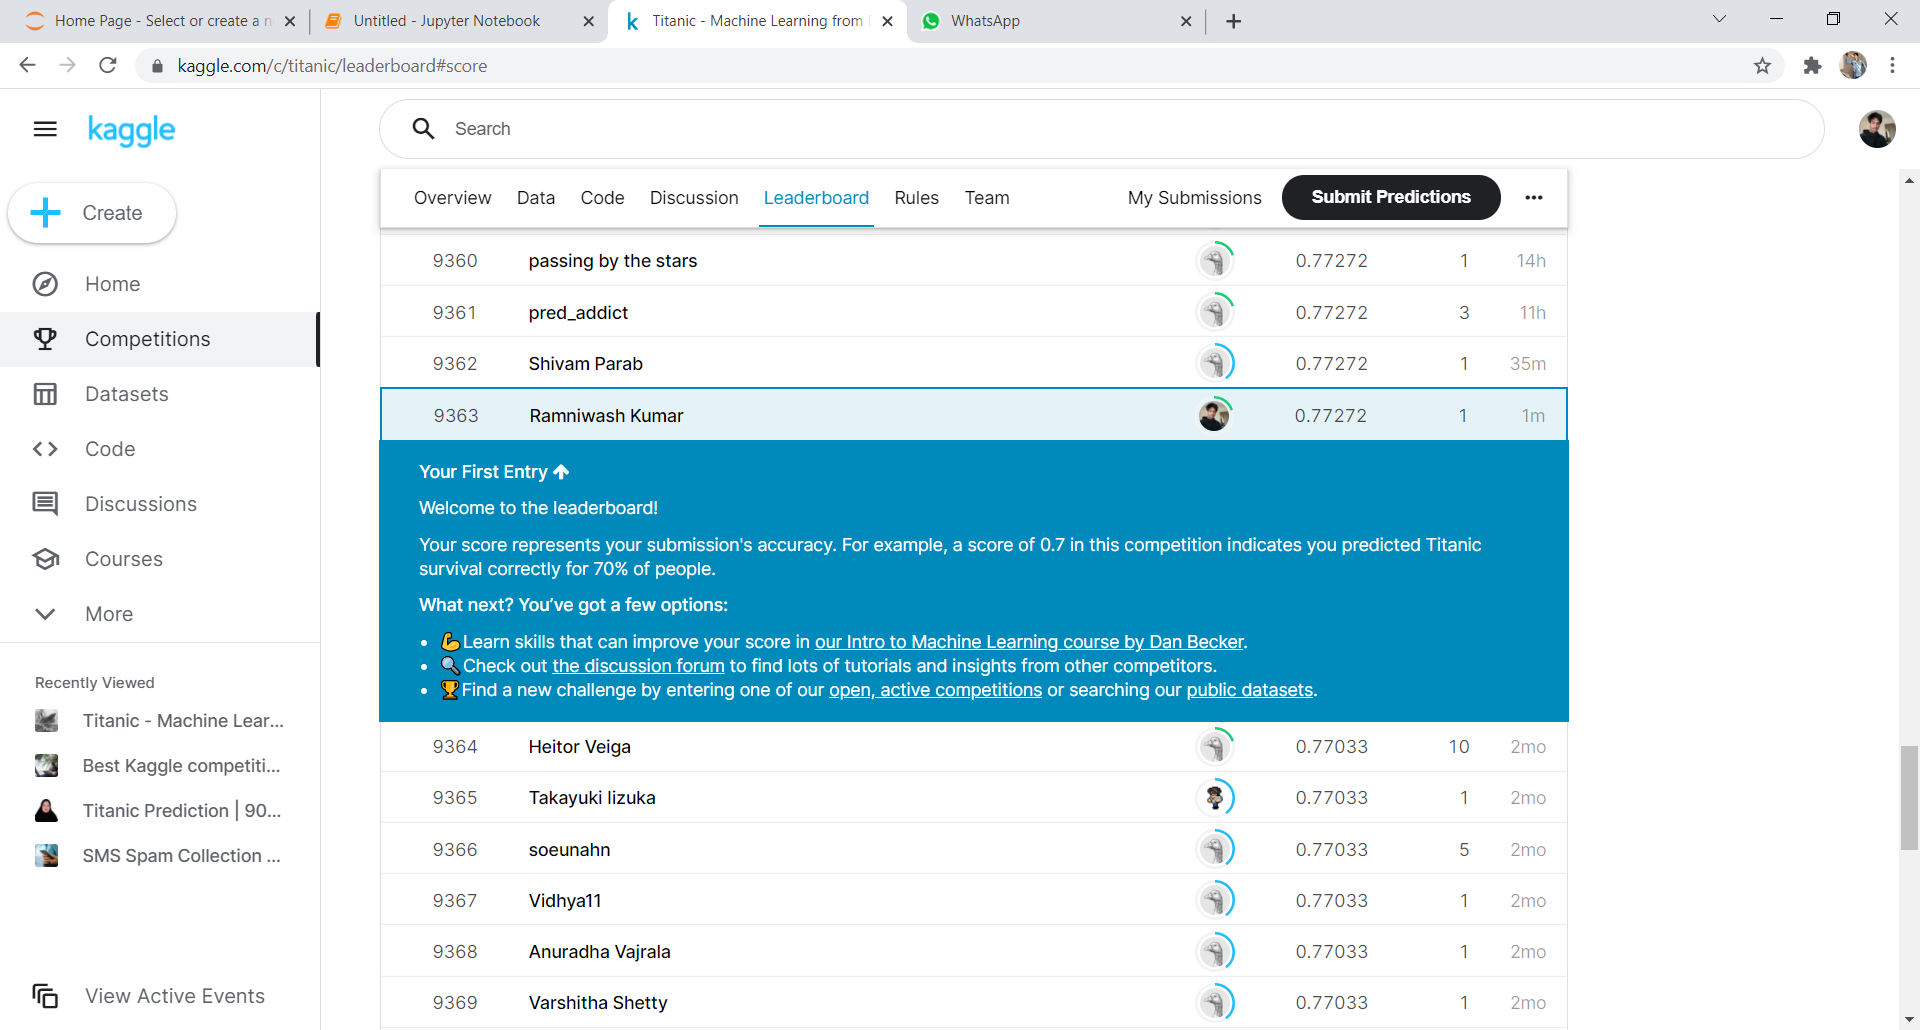 Home Page - Select or create a n
Untitled - Jupyter Notebook
Titanic - Machine Learning from
WhatsApp
kaggle.com/c/titanic/leaderboard#score
kaggle
Search
Create
Home
Competitions
Datasets
Code
Discussions
Courses
More
Recently Viewed
Titanic - Machine Lear...
Best Kaggle competiti...
Titanic Prediction | 90...
SMS Spam Collection ...
View Active Events
Overview Data Code Discussion Leaderboard Rules Team My Submissions Submit Predictions
9360 passing by the stars 0.77272 1 14h
9361 pred_addict 0.77272 3 11h
9362 Shivam Parab 0.77272 1 35m
9363 Ramniwash Kumar 0.77272 1 1m
Your First Entry ↑
Welcome to the leaderboard!
Your score represents your submission's accuracy. For example, a score of 0.7 in this competition indicates you predicted Titanic
survival correctly for 70% of people.
What next? You’ve got a few options:
• 💪Learn skills that can improve your score in our Intro to Machine Learning course by Dan Becker.
• 🔍Check out the discussion forum to find lots of tutorials and insights from other competitors.
• 🏆Find a new challenge by entering one of our open, active competitions or searching our public datasets.
9364 Heitor Veiga 0.77033 10 2mo
9365 Takayuki Iizuka 0.77033 1 2mo
9366 soeunahn 0.77033 5 2mo
9367 Vidhya11 0.77033 1 2mo
9368 Anuradha Vajrala 0.77033 1 2mo
9369 Varshitha Shetty 0.77033 1 2mo